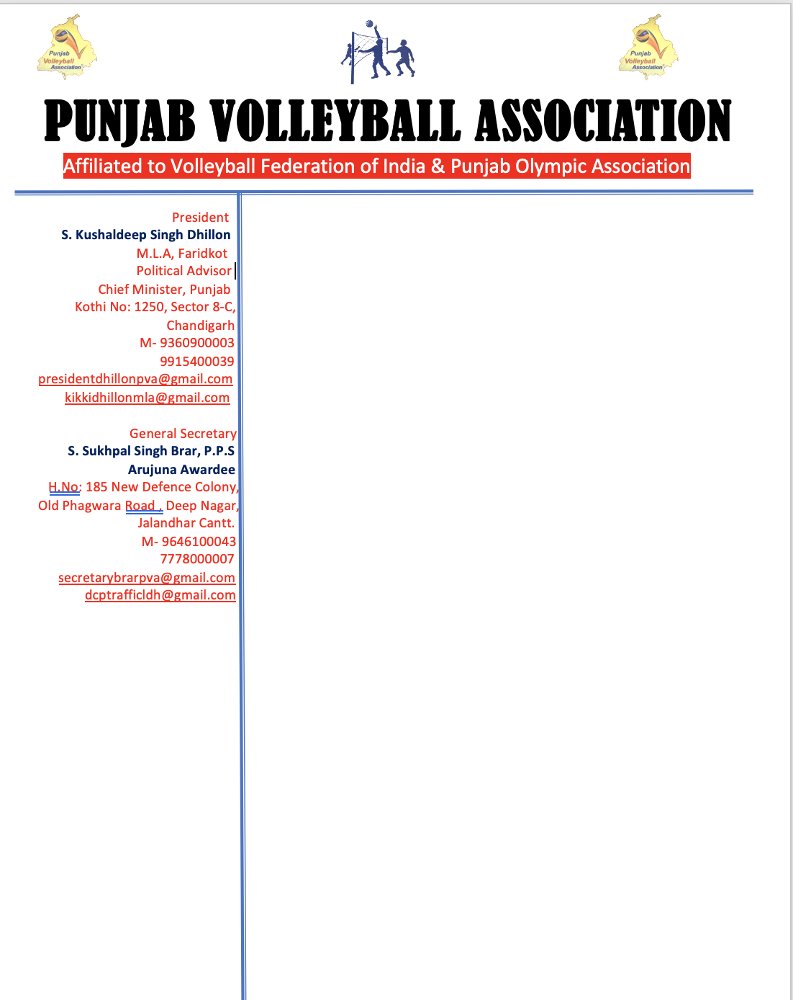 Punjab
Volleyball
Association
Punjab
Volleyball
Association
PUNJAB VOLLEYBALL ASSOCIATION
Affiliated to Volleyball Federation of India & Punjab Olympic Association
President
S. Kushaldeep Singh Dhillon
M.L.A, Faridkot
Political Advisor
Chief Minister, Punjab
Kothi No: 1250, Sector 8-C,
Chandigarh
M- 9360900003
9915400039
presidentdhillonpva@gmail.com
kikkidhillonmla@gmail.com
General Secretary
S. Sukhpal Singh Brar, P.P.S
Arujuna Awardee
H.No: 185 New Defence Colony,
Old Phagwara Road , Deep Nagar,
Jalandhar Cantt.
M- 9646100043
7778000007
secretarybrarpva@gmail.com
dcptrafficldh@gmail.com